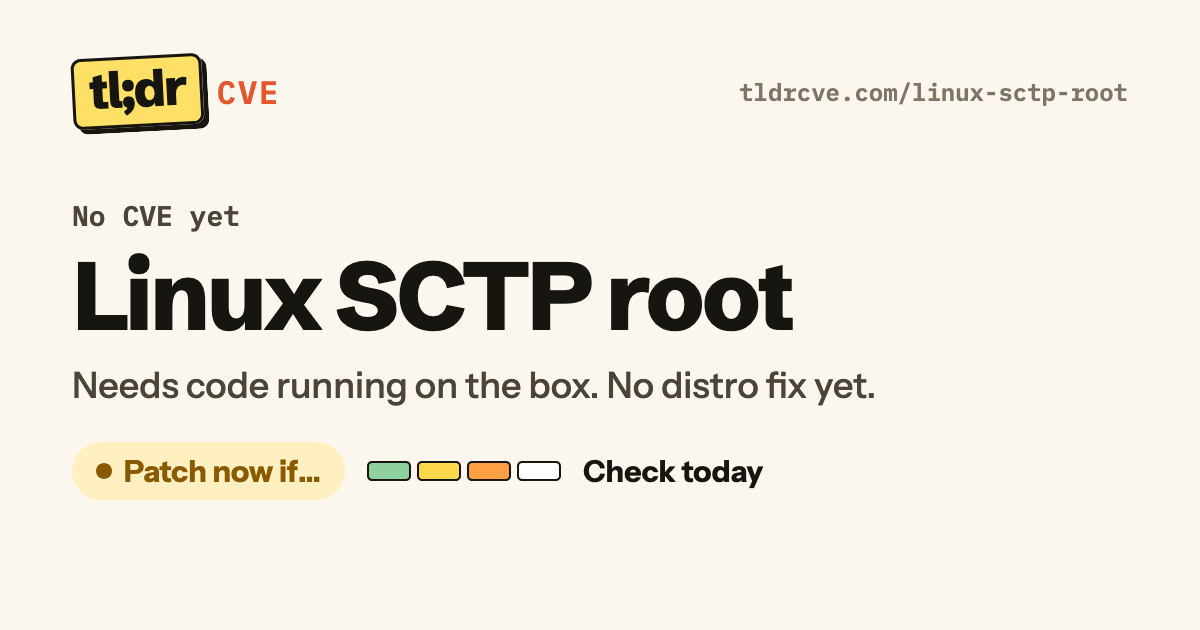 tl;dr CVE
tldrcve.com/linux-sctp-root
No CVE yet
Linux SCTP root
Needs code running on the box. No distro fix yet.
Patch now if... Check today